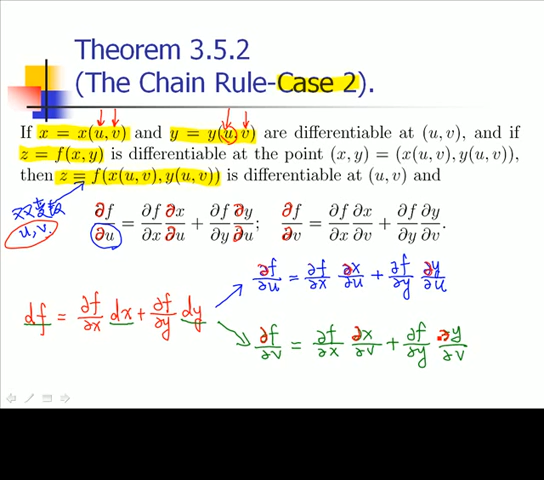 Theorem 3.5.2
(The Chain Rule-Case 2).
If x = x(u, v) and y = y(u, v) are differentiable at (u, v), and if
z = f(x, y) is differentiable at the point (x, y) = (x(u, v), y(u, v)),
then z = f(x(u, v), y(u, v)) is differentiable at (u, v) and
双变数
u, v.
∂f/∂u = ∂f/∂x ∂x/∂u + ∂f/∂y ∂y/∂u; ∂f/∂v = ∂f/∂x ∂x/∂v + ∂f/∂y ∂y/∂v.
∂f/∂u = ∂f/∂x ∂x/∂u + ∂f/∂y ∂y/∂u
df = ∂f/∂x dx + ∂f/∂y dy
∂f/∂v = ∂f/∂x ∂x/∂v + ∂f/∂y ∂y/∂v